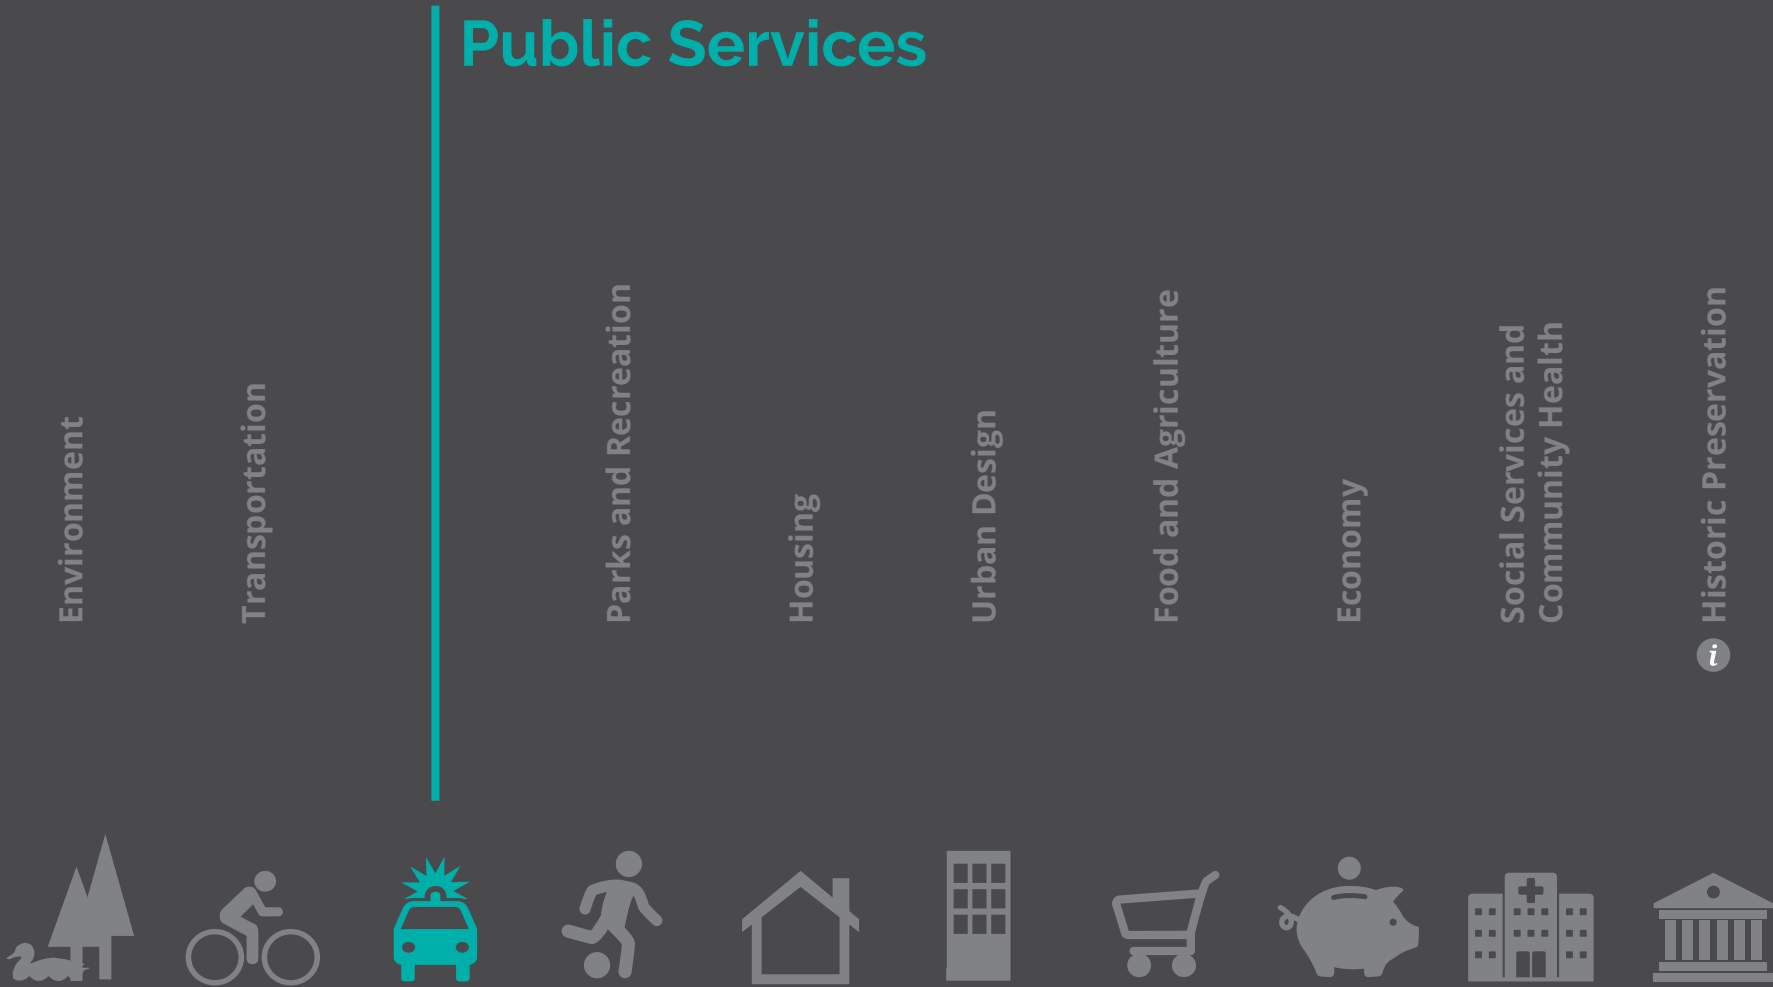 Public Services
Environment
Transportation
Parks and Recreation
Housing
Urban Design
Food and Agriculture
Economy
Social Services and
Community Health
Historic Preservation
i